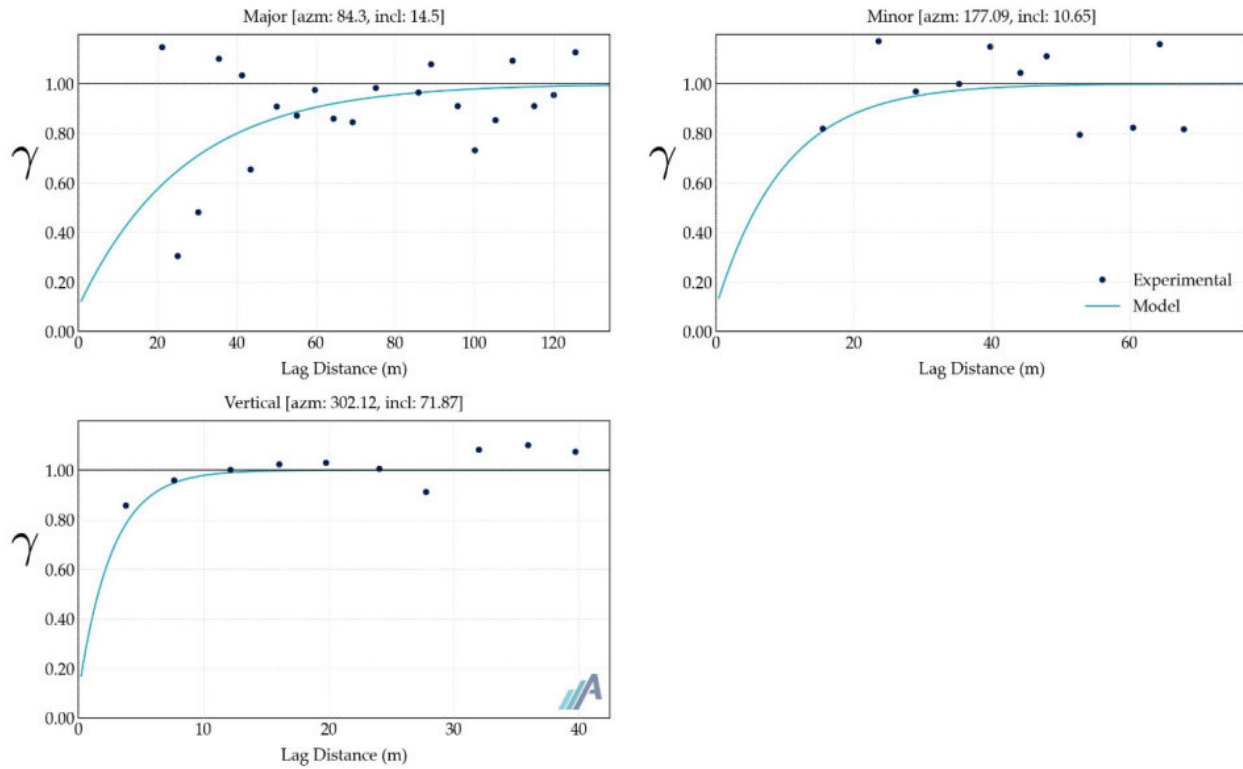 Major [azm: 84.3, incl: 14.5]
1.00
0.80
0.60
0.40
0.20
0.00
γ
0 20 40 60 80 100 120
Lag Distance (m)
Minor [azm: 177.09, incl: 10.65]
1.00
0.80
0.60
0.40
0.20
0.00
γ
Experimental
Model
0 20 40 60
Lag Distance (m)
Vertical [azm: 302.12, incl: 71.87]
1.00
0.80
0.60
0.40
0.20
0.00
γ
A
0 10 20 30 40
Lag Distance (m)